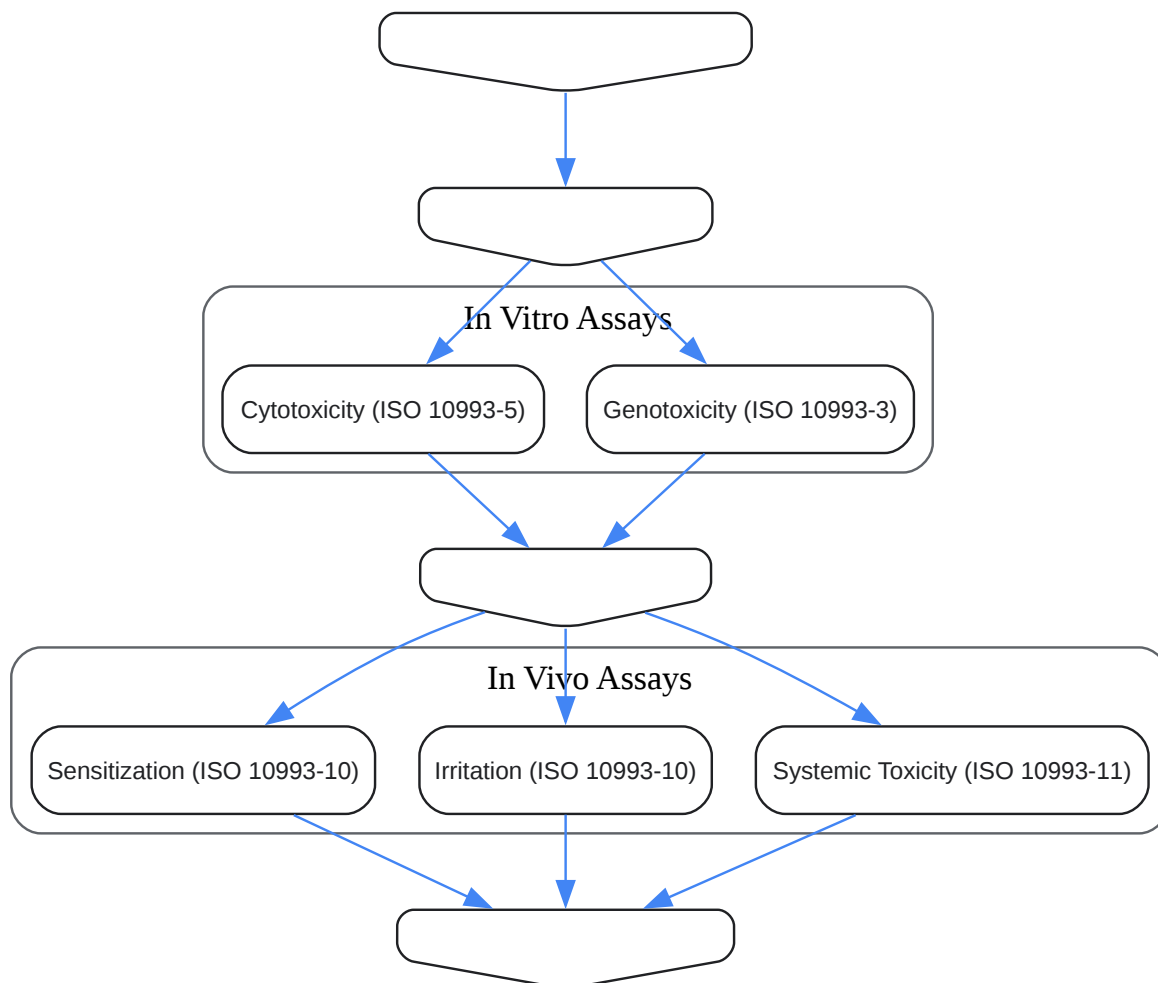 In Vitro Assays
Cytotoxicity (ISO 10993-5)
Genotoxicity (ISO 10993-3)
In Vivo Assays
Sensitization (ISO 10993-10)
Irritation (ISO 10993-10)
Systemic Toxicity (ISO 10993-11)